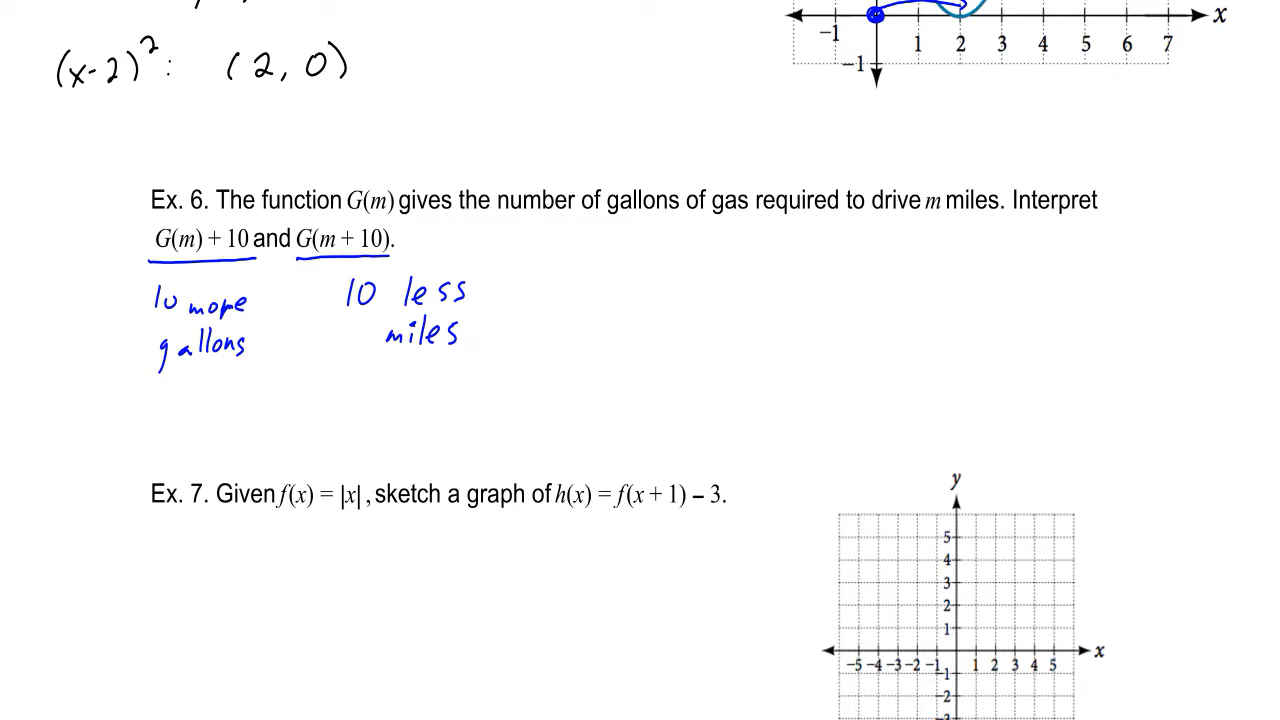 x
-1 1 2 3 4 5 6 7
-1
(x-2)²: (2, 0)
Ex. 6. The function G(m) gives the number of gallons of gas required to drive m miles. Interpret
G(m) + 10 and G(m + 10).
10 more
gallons
10 less
miles
Ex. 7. Given f(x) = |x|, sketch a graph of h(x) = f(x + 1) – 3.
y
5
4
3
2
1
x
-5 -4 -3 -2 -1 1 2 3 4 5
-1
-2